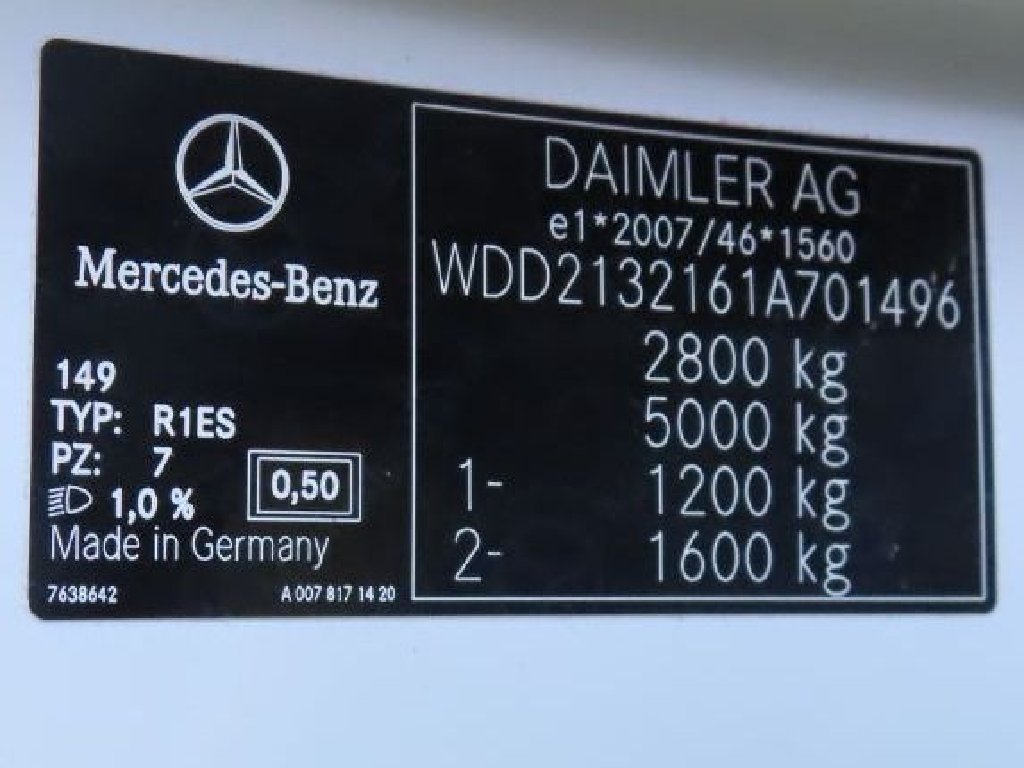 Mercedes-Benz
149
TYP: R1ES
PZ: 7
1,0 %
0,50
Made in Germany
7638642
A 007 817 14 20
DAIMLER AG
e1*2007/46*1560
WDD2132161A701496
2800 kg
5000 kg
1- 1200 kg
2- 1600 kg